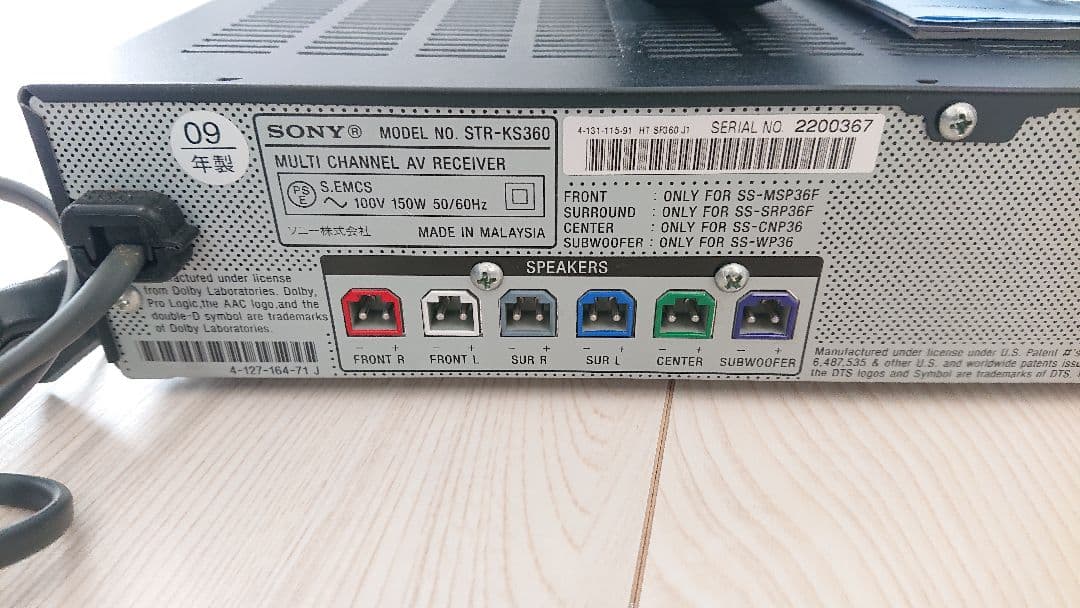 09
年製
SONY® MODEL NO. STR-KS360
MULTI CHANNEL AV RECEIVER
PS
E
S.EMCS
100V 150W 50/60Hz
ソニー株式会社 MADE IN MALAYSIA
4-131-115-91 HT SF360 J1 SERIAL NO. 2200367
FRONT : ONLY FOR SS-MSP36F
SURROUND : ONLY FOR SS-SRP36F
CENTER : ONLY FOR SS-CNP36
SUBWOOFER : ONLY FOR SS-WP36
SPEAKERS
− + − + − + − + − + − +
FRONT R FRONT L SUR R SUR L CENTER SUBWOOFER
actured under license
from Dolby Laboratories. Dolby,
Pro Logic, the AAC logo, and the
double-D symbol are trademarks
of Dolby Laboratories.
4-127-164-71 J
Manufactured under license under U.S. Patent #'s
6,487,535 & other U.S. and worldwide patents issu
the DTS logos and Symbol are trademarks of DTS,